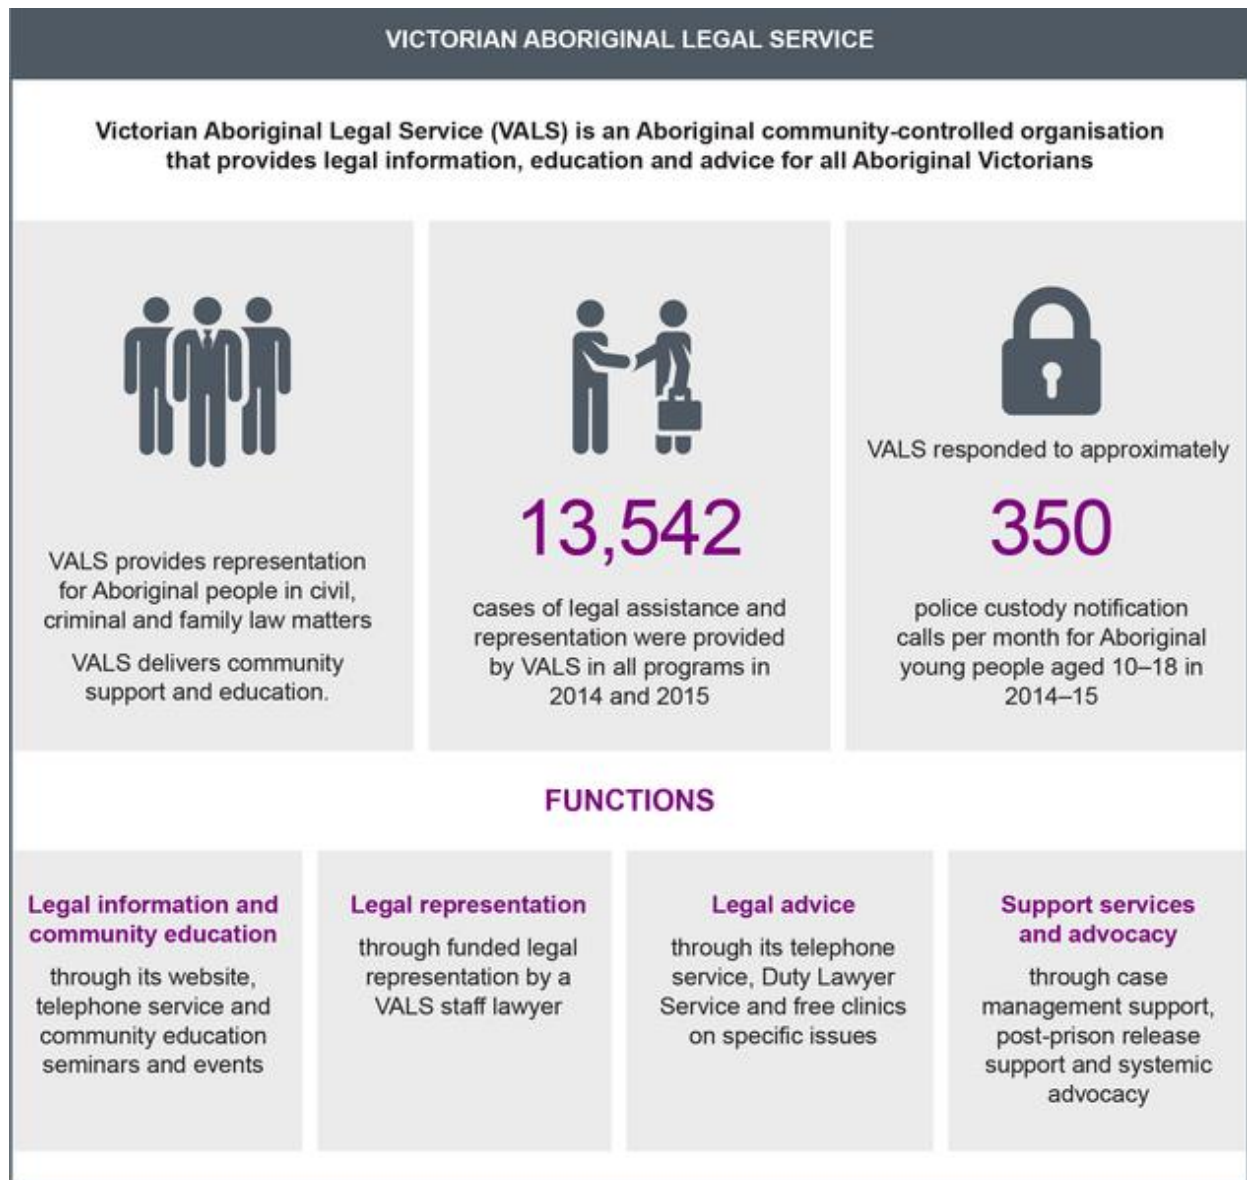 VICTORIAN ABORIGINAL LEGAL SERVICE
Victorian Aboriginal Legal Service (VALS) is an Aboriginal community-controlled organisation
that provides legal information, education and advice for all Aboriginal Victorians
VALS provides representation
for Aboriginal people in civil,
criminal and family law matters
VALS delivers community
support and education.
13,542
cases of legal assistance and
representation were provided
by VALS in all programs in
2014 and 2015
VALS responded to approximately
350
police custody notification
calls per month for Aboriginal
young people aged 10–18 in
2014–15
FUNCTIONS
Legal information and
community education
through its website,
telephone service and
community education
seminars and events
Legal representation
through funded legal
representation by a
VALS staff lawyer
Legal advice
through its telephone
service, Duty Lawyer
Service and free clinics
on specific issues
Support services
and advocacy
through case
management support,
post-prison release
support and systemic
advocacy